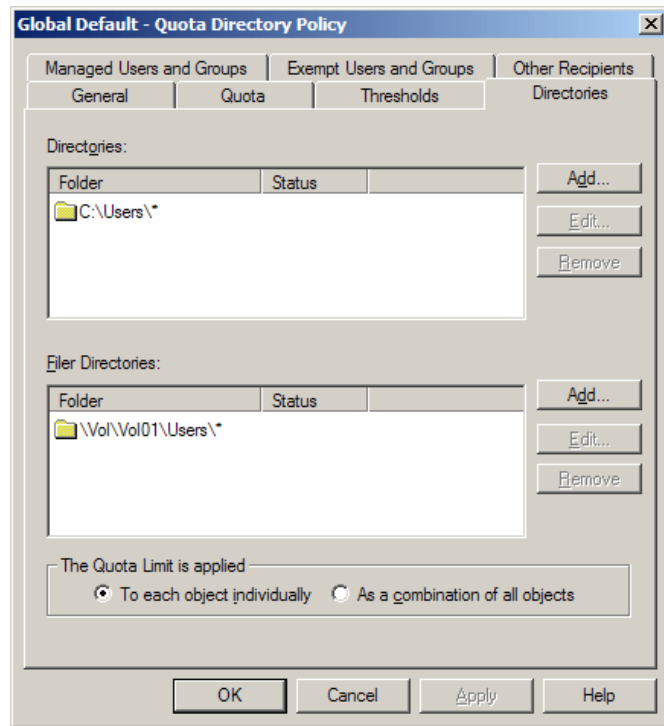 Global Default - Quota Directory Policy
Managed Users and Groups Exempt Users and Groups Other Recipients
General Quota Thresholds Directories
Directories:
Folder Status Add...
C:\Users\*
Edit...
Remove
Filer Directories:
Folder Status Add...
\Vol\Vol01\Users\*
Edit...
Remove
The Quota Limit is applied
To each object individually As a combination of all objects
OK Cancel Apply Help